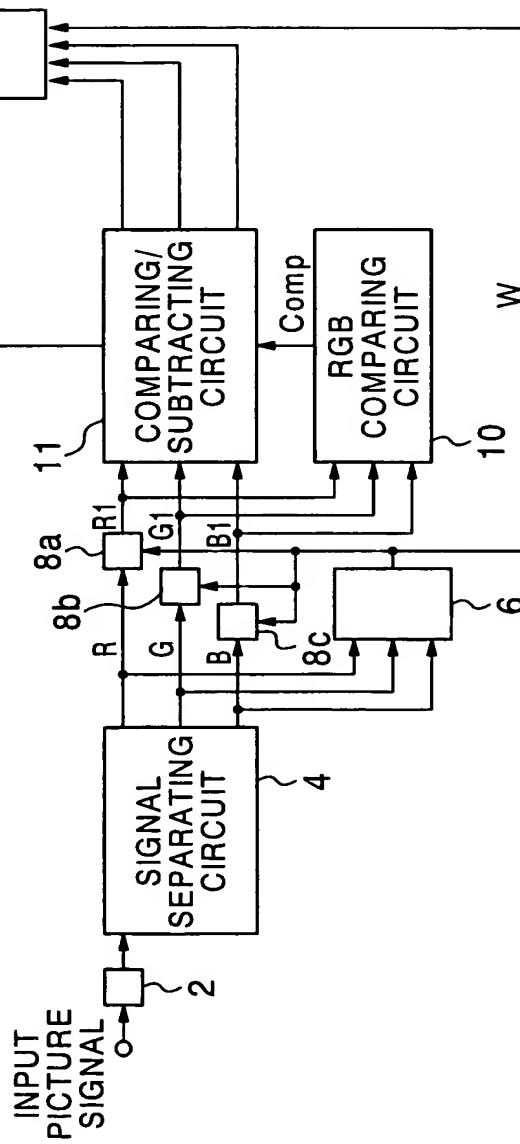 INPUT
PICTURE
SIGNAL
2
SIGNAL
SEPARATING
CIRCUIT
4
R
G
B
8a
8b
8c
6
R1
G1
B1
11
COMPARING/
SUBTRACTING
CIRCUIT
Comp
RGB
COMPARING
CIRCUIT
10
W